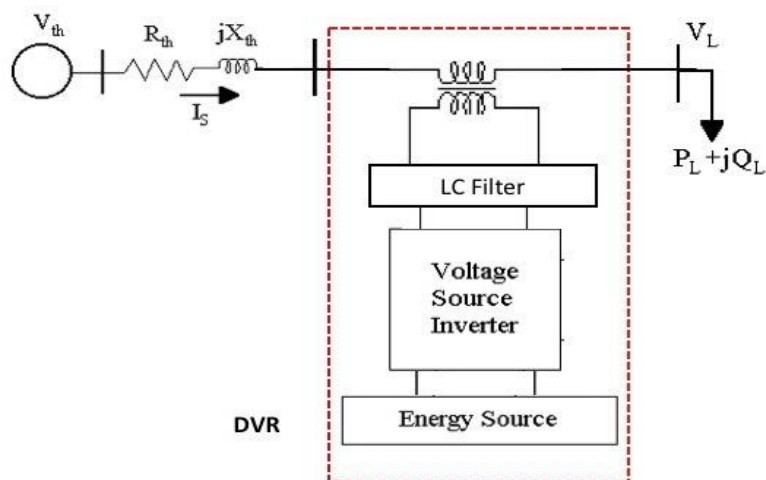 V_th
R_th
jX_th
I_S
V_L
P_L +jQ_L
LC Filter
Voltage
Source
Inverter
Energy Source
DVR